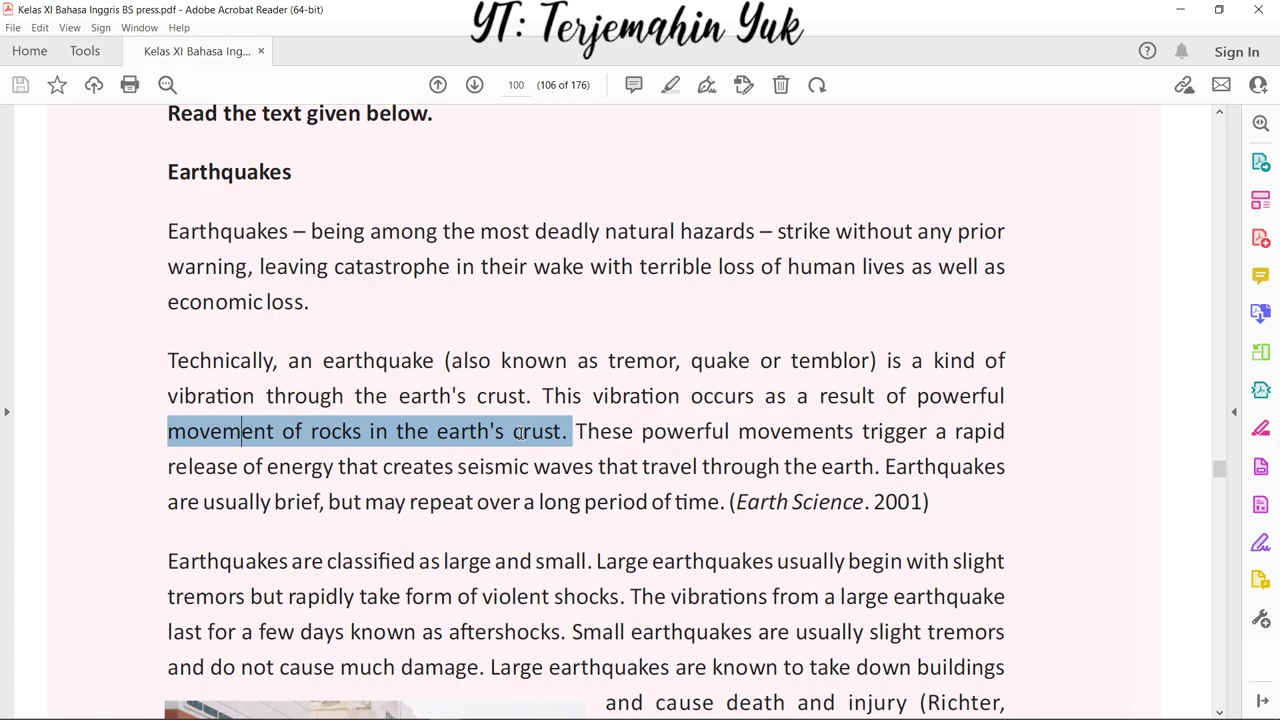 Kelas XI Bahasa Inggris BS press.pdf - Adobe Acrobat Reader (64-bit)
YT: Terjemahin Yuk
File Edit View Sign Window Help
Home Tools Kelas XI Bahasa Ing... × Sign In
100 (106 of 176)
Read the text given below.
Earthquakes
Earthquakes – being among the most deadly natural hazards – strike without any prior
warning, leaving catastrophe in their wake with terrible loss of human lives as well as
economic loss.
Technically, an earthquake (also known as tremor, quake or temblor) is a kind of
vibration through the earth's crust. This vibration occurs as a result of powerful
movement of rocks in the earth's crust. These powerful movements trigger a rapid
release of energy that creates seismic waves that travel through the earth. Earthquakes
are usually brief, but may repeat over a long period of time. (Earth Science. 2001)
Earthquakes are classified as large and small. Large earthquakes usually begin with slight
tremors but rapidly take form of violent shocks. The vibrations from a large earthquake
last for a few days known as aftershocks. Small earthquakes are usually slight tremors
and do not cause much damage. Large earthquakes are known to take down buildings
and cause death and injury (Richter,